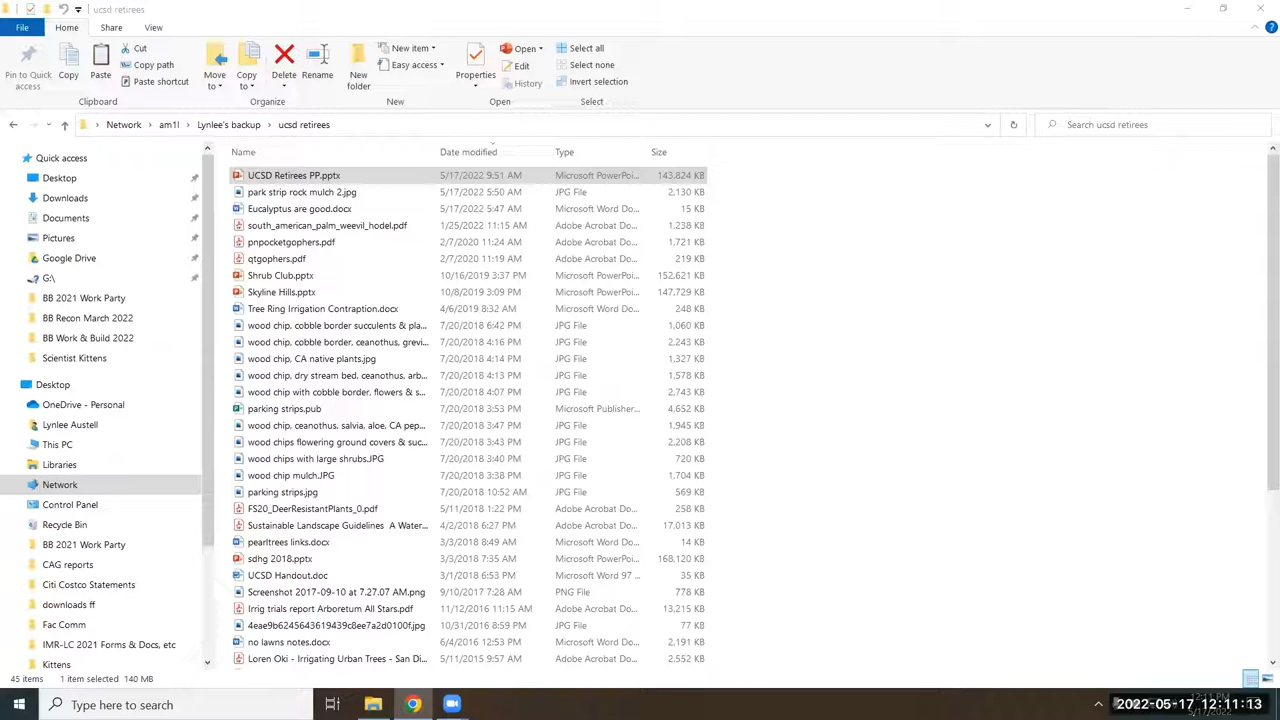 ucsd retirees
File Home Share View
Pin to Quick access
Copy
Paste
Cut
Copy path
Paste shortcut
Clipboard
Move to
Copy to
Delete
Rename
Organize
New folder
New item
Easy access
New
Properties
Open
Edit
History
Open
Select all
Select none
Invert selection
Select
Network > am1l > Lynlee's backup > ucsd retirees
Search ucsd retirees
Quick access
Desktop
Downloads
Documents
Pictures
Google Drive
G:\
BB 2021 Work Party
BB Recon March 2022
BB Work & Build 2022
Scientist Kittens
Desktop
OneDrive - Personal
Lynlee Austell
This PC
Libraries
Network
Control Panel
Recycle Bin
BB 2021 Work Party
CAG reports
Citi Costco Statements
downloads ff
Fac Comm
IMR-LC 2021 Forms & Docs, etc
Kittens
Name Date modified Type Size
UCSD Retirees PP.pptx 5/17/2022 9:51 AM Microsoft PowerPoi... 143,824 KB
park strip rock mulch 2.jpg 5/17/2022 5:50 AM JPG File 2,130 KB
Eucalyptus are good.docx 5/17/2022 5:47 AM Microsoft Word Do... 15 KB
south_american_palm_weevil_hodel.pdf 1/25/2022 11:15 AM Adobe Acrobat Do... 1,238 KB
pnpocketgophers.pdf 2/7/2020 11:24 AM Adobe Acrobat Do... 1,721 KB
qtgophers.pdf 2/7/2020 11:19 AM Adobe Acrobat Do... 219 KB
Shrub Club.pptx 10/16/2019 3:37 PM Microsoft PowerPoi... 152,621 KB
Skyline Hills.pptx 10/8/2019 3:09 PM Microsoft PowerPoi... 147,729 KB
Tree Ring Irrigation Contraption.docx 4/6/2019 8:32 AM Microsoft Word Do... 248 KB
wood chip, cobble border succulents & pla... 7/20/2018 6:42 PM JPG File 1,060 KB
wood chip, cobble border, ceanothus, grevi... 7/20/2018 4:16 PM JPG File 2,243 KB
wood chip, CA native plants.jpg 7/20/2018 4:14 PM JPG File 1,327 KB
wood chip, dry stream bed, ceanothus, arb... 7/20/2018 4:13 PM JPG File 1,578 KB
wood chip with cobble border, flowers & s... 7/20/2018 4:07 PM JPG File 2,743 KB
parking strips.pub 7/20/2018 3:53 PM Microsoft Publisher... 4,652 KB
wood chip, ceanothus, salvia, aloe, CA pep... 7/20/2018 3:47 PM JPG File 1,945 KB
wood chips flowering ground covers & suc... 7/20/2018 3:43 PM JPG File 2,208 KB
wood chips with large shrubs.JPG 7/20/2018 3:40 PM JPG File 720 KB
wood chip mulch.JPG 7/20/2018 3:38 PM JPG File 1,704 KB
parking strips.jpg 7/20/2018 10:52 AM JPG File 569 KB
FS20_DeerResistantPlants_0.pdf 5/11/2018 1:22 PM Adobe Acrobat Do... 258 KB
Sustainable Landscape Guidelines A Water... 4/2/2018 6:27 PM Adobe Acrobat Do... 17,013 KB
pearltrees links.docx 3/3/2018 8:49 AM Microsoft Word Do... 14 KB
sdhg 2018.pptx 3/3/2018 7:35 AM Microsoft PowerPoi... 168,120 KB
UCSD Handout.doc 3/1/2018 6:53 PM Microsoft Word 97 ... 35 KB
Screenshot 2017-09-10 at 7.27.07 AM.png 9/10/2017 7:28 AM PNG File 778 KB
Irrig trials report Arboretum All Stars.pdf 11/12/2016 11:15 AM Adobe Acrobat Do... 13,215 KB
4eae9b6245643619439c8ee7a2d0100f.jpg 10/31/2016 8:59 PM JPG File 77 KB
no lawns notes.docx 6/4/2016 12:53 PM Microsoft Word Do... 2,191 KB
Loren Oki - Irrigating Urban Trees - San Di... 5/11/2015 9:57 AM Adobe Acrobat Do... 2,552 KB
45 items 1 item selected 140 MB
Type here to search
2022-05-17 12:11:13